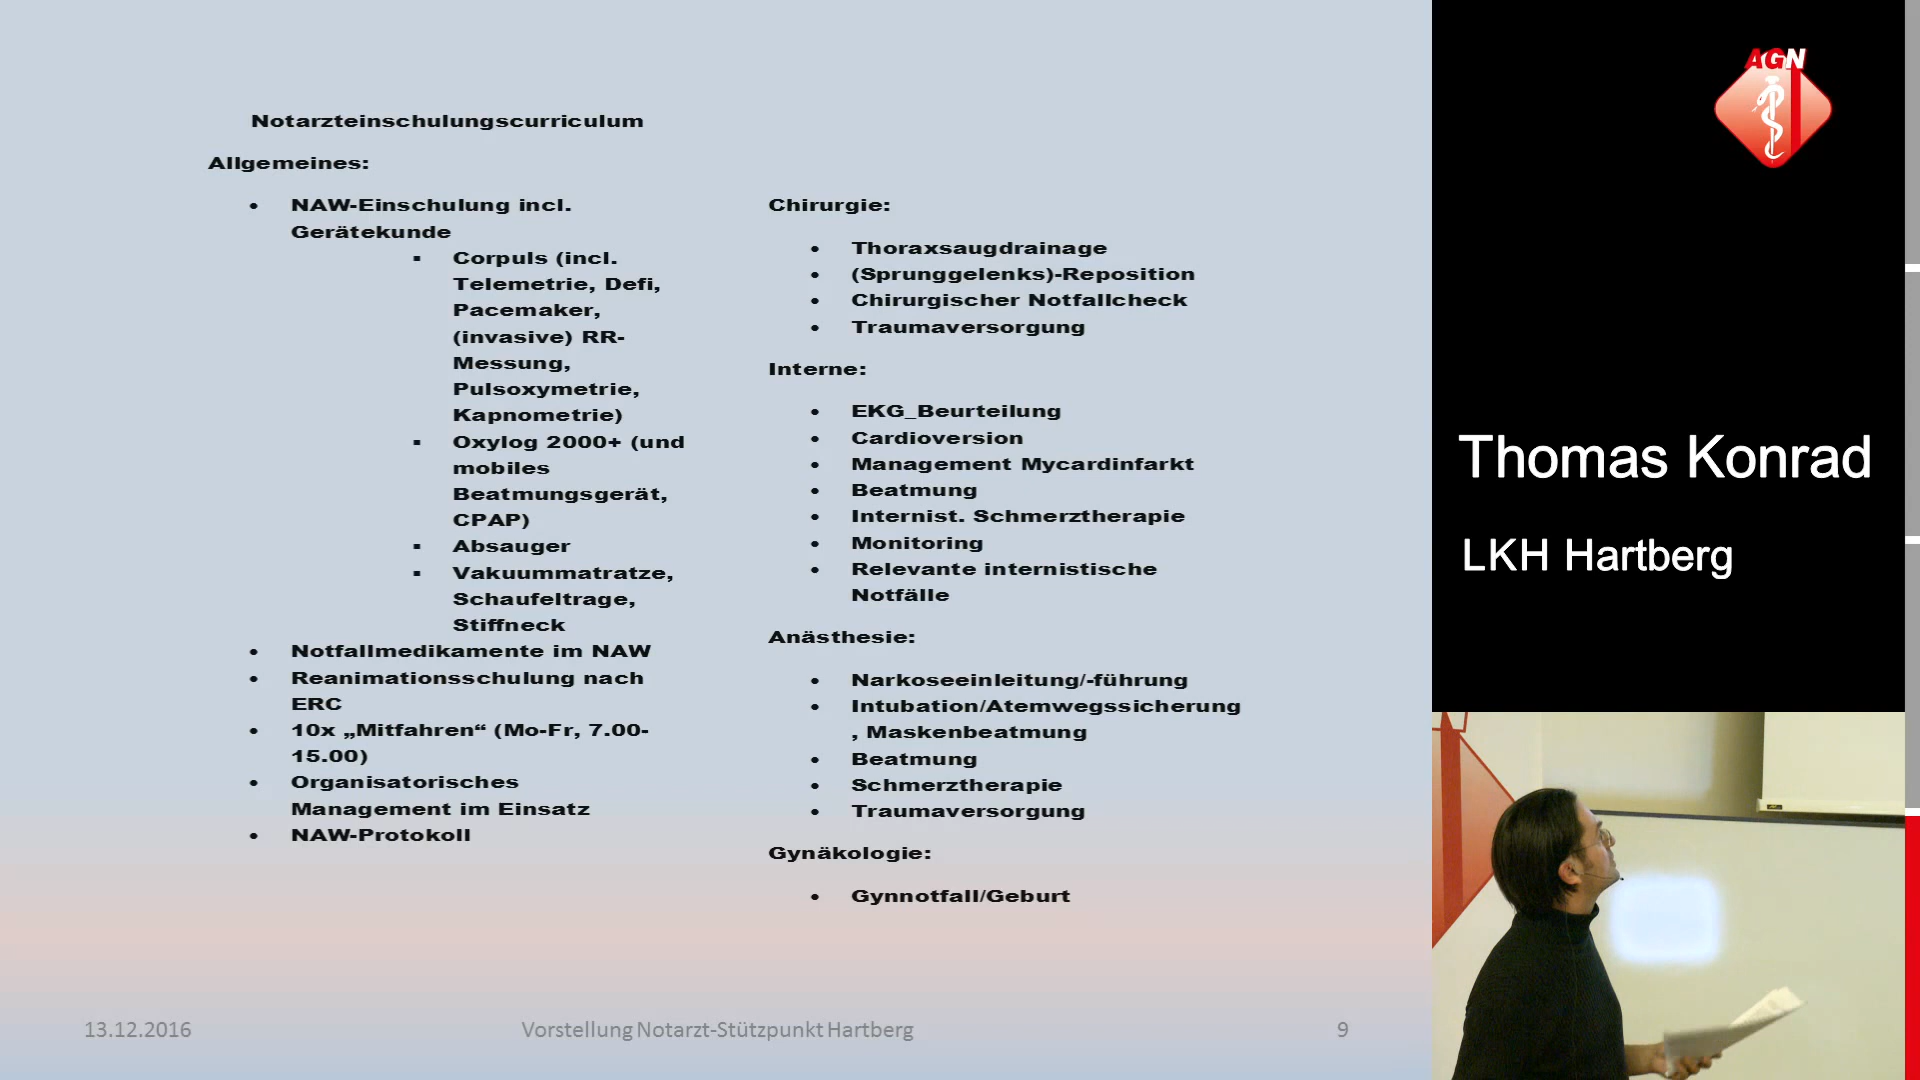 Notarzteinschulungscurriculum
Allgemeines:
• NAW-Einschulung incl.
Gerätekunde
▪ Corpuls (incl.
Telemetrie, Defi,
Pacemaker,
(invasive) RR-
Messung,
Pulsoxymetrie,
Kapnometrie)
▪ Oxylog 2000+ (und
mobiles
Beatmungsgerät,
CPAP)
▪ Absauger
▪ Vakuummatratze,
Schaufeltrage,
Stiffneck
• Notfallmedikamente im NAW
• Reanimationsschulung nach
ERC
• 10x „Mitfahren“ (Mo-Fr, 7.00-
15.00)
• Organisatorisches
Management im Einsatz
• NAW-Protokoll
Chirurgie:
• Thoraxsaugdrainage
• (Sprunggelenks)-Reposition
• Chirurgischer Notfallcheck
• Traumaversorgung
Interne:
• EKG_Beurteilung
• Cardioversion
• Management Mycardinfarkt
• Beatmung
• Internist. Schmerztherapie
• Monitoring
• Relevante internistische
Notfälle
Anästhesie:
• Narkoseeinleitung/-führung
• Intubation/Atemwegssicherung
, Maskenbeatmung
• Beatmung
• Schmerztherapie
• Traumaversorgung
Gynäkologie:
• Gynnotfall/Geburt
13.12.2016
Vorstellung Notarzt-Stützpunkt Hartberg
9
AGN
Thomas Konrad
LKH Hartberg